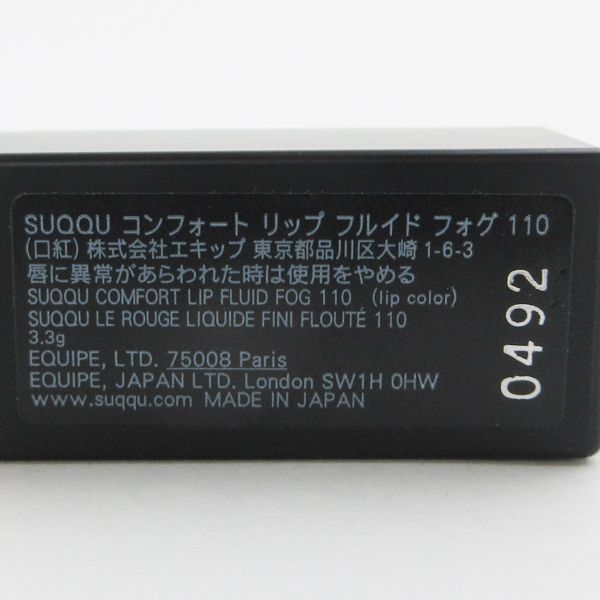 SUQQU コンフォート リップ フルイド フォグ 110
(口紅) 株式会社エキップ 東京都品川区大崎 1-6-3
唇に異常があらわれた時は使用をやめる
SUQQU COMFORT LIP FLUID FOG 110 (lip color)
SUQQU LE ROUGE LIQUIDE FINI FLOUTÉ 110
3.3g
EQUIPE, LTD. 75008 Paris
EQUIPE, JAPAN LTD. London SW1H 0HW
www.suqqu.com MADE IN JAPAN
0492